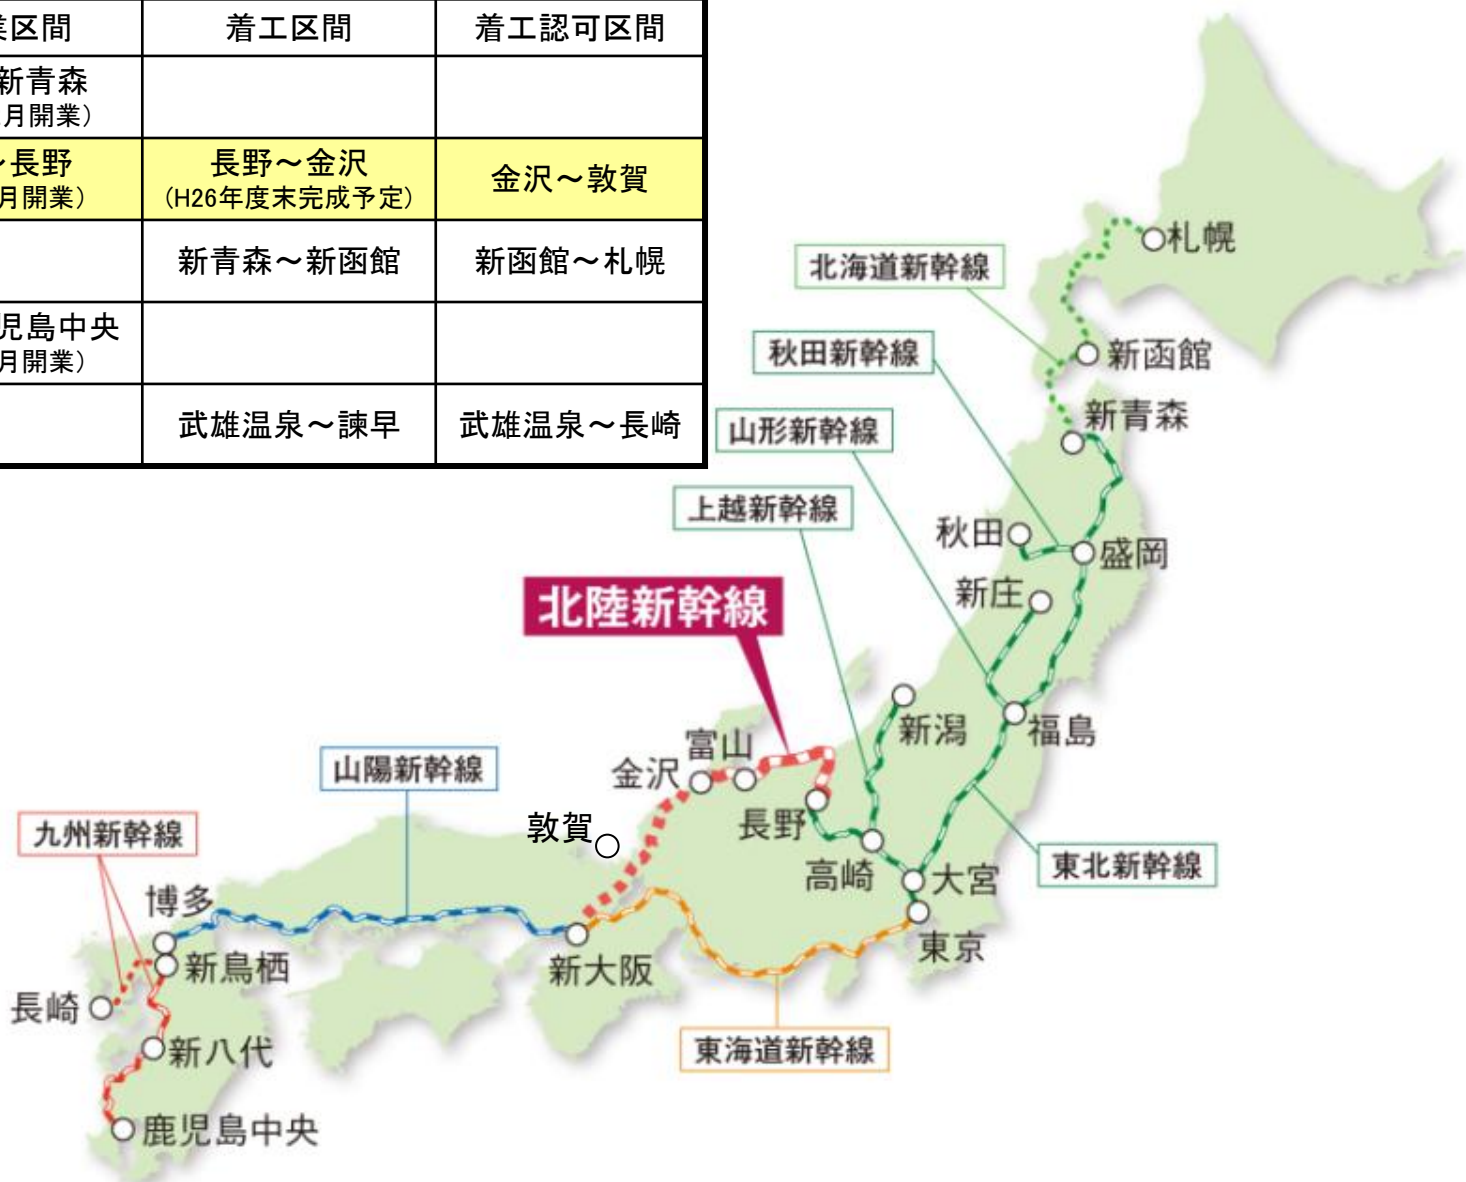 業区間 着工区間 着工認可区間
新青森
月開業）
～長野 長野～金沢 金沢～敦賀
月開業） （H26年度末完成予定）
新青森～新函館 新函館～札幌
児島中央
月開業）
武雄温泉～諫早 武雄温泉～長崎
札幌
北海道新幹線
新函館
秋田新幹線
新青森
山形新幹線
上越新幹線
秋田
盛岡
新庄
北陸新幹線
新潟
福島
富山
金沢
山陽新幹線
長野
敦賀
九州新幹線
高崎
大宮
東北新幹線
博多
東京
新鳥栖
新大阪
長崎
東海道新幹線
新八代
鹿児島中央